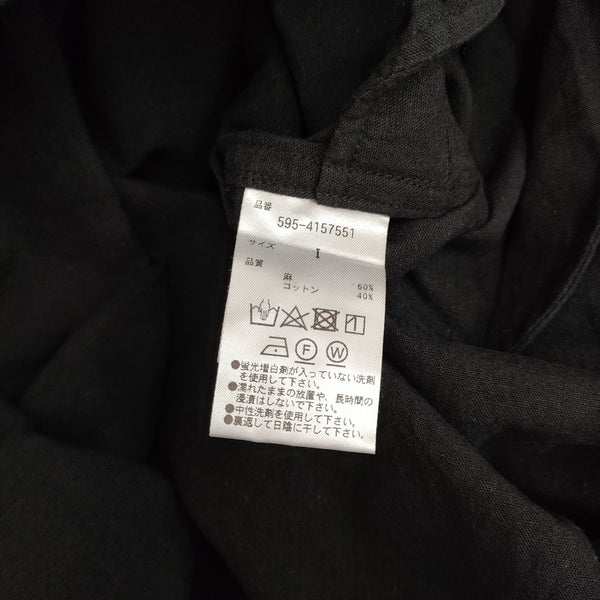 品番
595-4157551
サイズ I
品質
麻 60%
コットン 40%
F W
●蛍光増白剤が入っていない洗剤
を使用して下さい。
●濡れたままの放置や、長時間の
浸漬はしないで下さい。
●中性洗剤を使用して下さい。
●裏返して日陰に干して下さい。